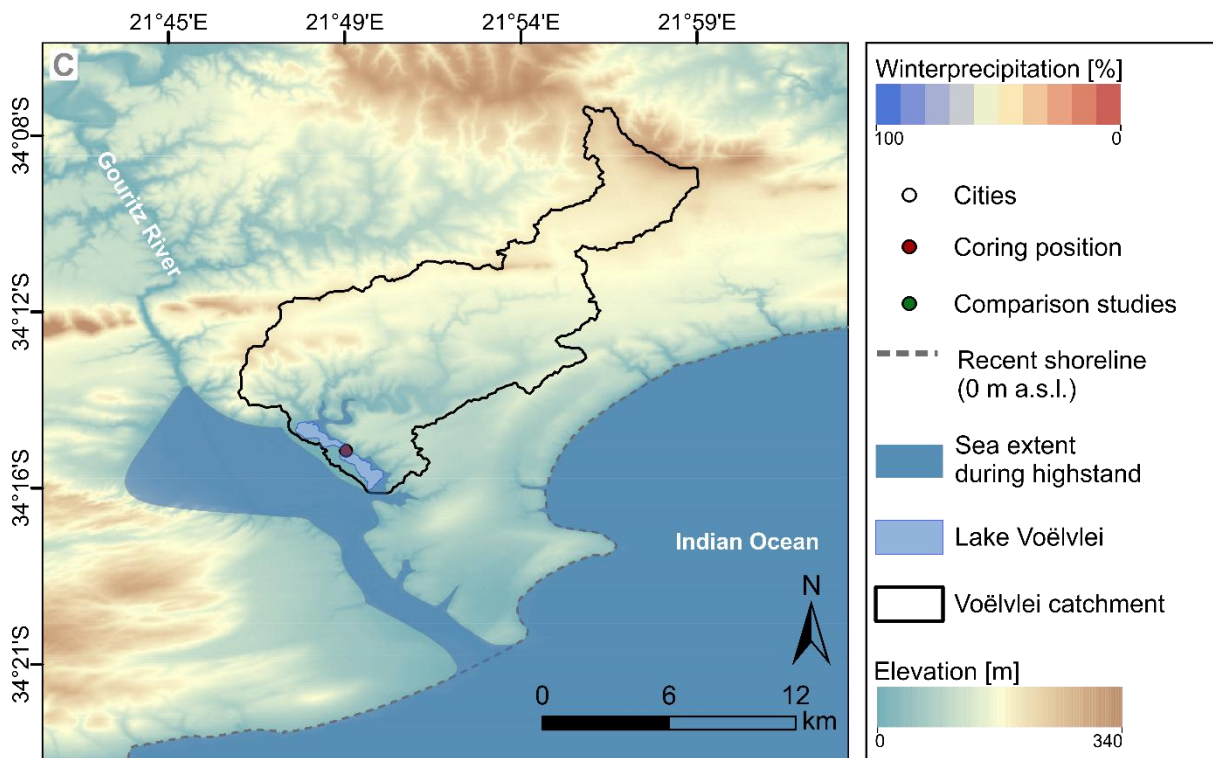 21°45'E 21°49'E 21°54'E 21°59'E
C
34°08'S
34°12'S
34°16'S
34°21'S
Gouritz River
Indian Ocean
N
0 6 12
km
Winterprecipitation [%]
100 0
Cities
Coring position
Comparison studies
Recent shoreline
(0 m a.s.l.)
Sea extent
during highstand
Lake Voëlvlei
Voëlvlei catchment
Elevation [m]
0 340